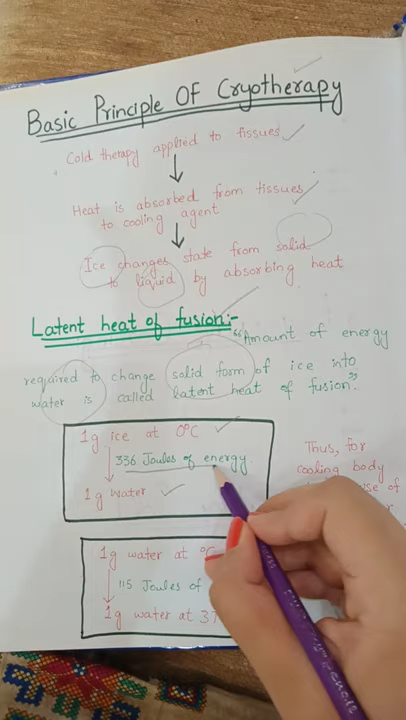 Basic Principle Of Cryotherapy
Cold therapy applied to tissues
Heat is absorbed from tissues
to cooling agent
Ice changes state from solid
to liquid by absorbing heat
Latent heat of fusion:-
"Amount of energy
required to change solid form of ice into
water is called latent heat of fusion."
1g ice at 0°C
336 Joules of energy.
1g water
Thus, for
cooling body
use of
1g water at 0°C
115 Joules of
1g water at 37